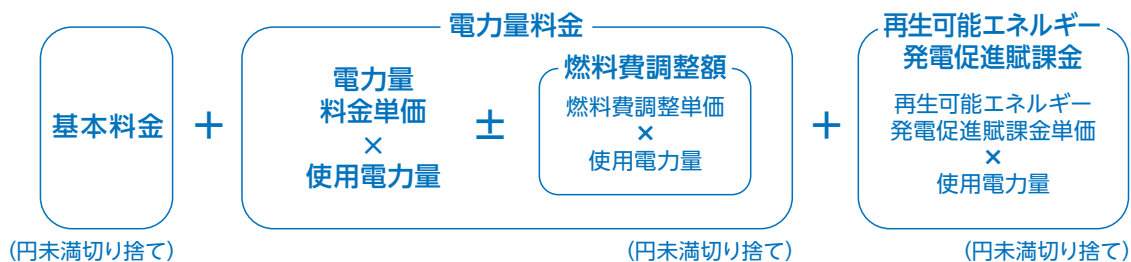 電力量料金
再生可能エネルギー
発電促進賦課金
基本料金
+
電力量
料金単価
×
使用電力量
±
燃料費調整額
燃料費調整単価
×
使用電力量
+
再生可能エネルギー
発電促進賦課金単価
×
使用電力量
(円未満切り捨て)
(円未満切り捨て)
(円未満切り捨て)